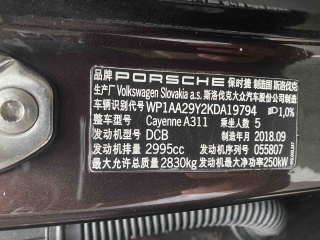 品牌 PORSCHE 保时捷 制造国 斯洛伐克
生产厂 Volkswagen Slovakia a.s. 斯洛伐克大众汽车股份公司制造
车辆识别代号 WP1AA29Y2KDA19794 1,0%
整车型号 Cayenne A311 乘坐人数 5
发动机型号 DCB 制造年月 2018.09
发动机排量 2995cc 发动机号 055807
最大允许总质量 2830kg 发动机最大净功率 250kW